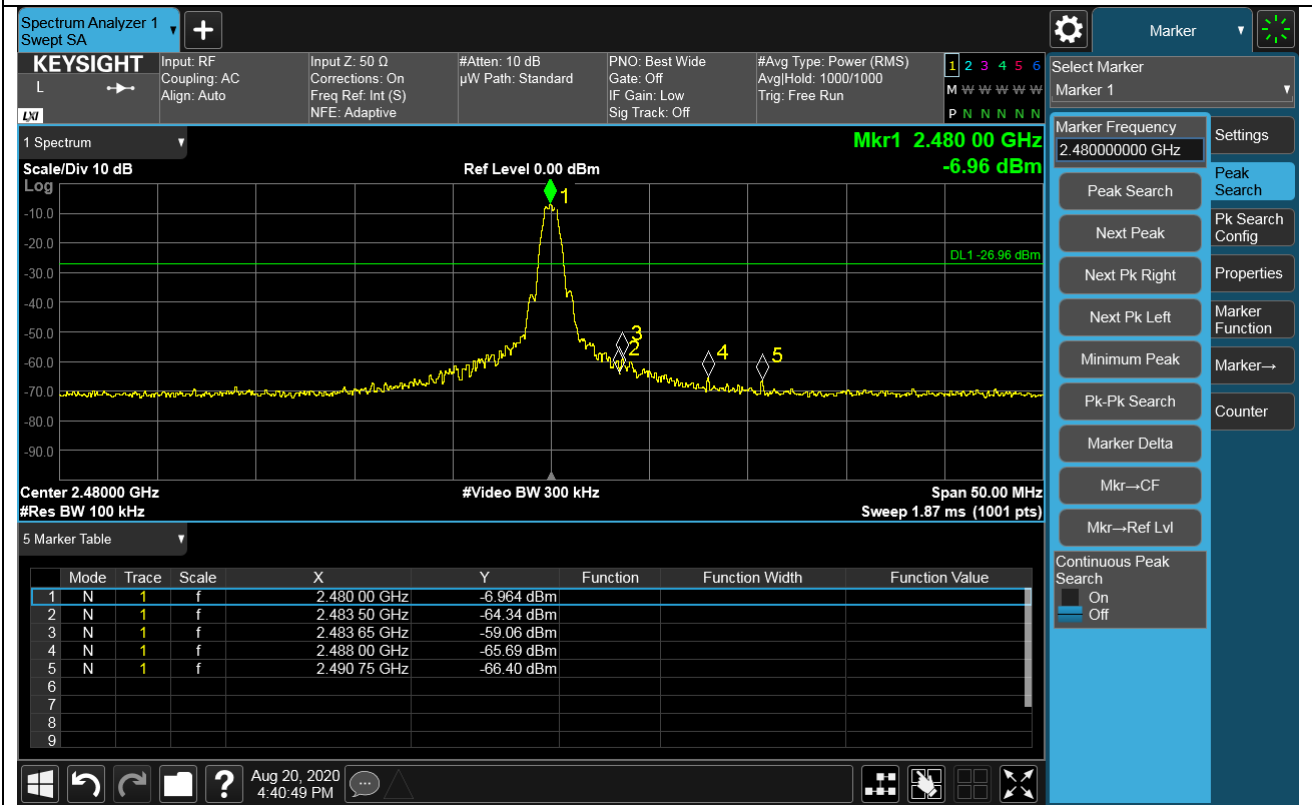 Spectrum Analyzer 1
Swept SA
+
Marker
KEYSIGHT
L
LXI
Input: RF
Coupling: AC
Align: Auto
Input Z: 50 Ω
Corrections: On
Freq Ref: Int (S)
NFE: Adaptive
#Atten: 10 dB
µW Path: Standard
PNO: Best Wide
Gate: Off
IF Gain: Low
Sig Track: Off
#Avg Type: Power (RMS)
Avg|Hold: 1000/1000
Trig: Free Run
1 2 3 4 5 6
M W W W W W
P N N N N N
Select Marker
Marker 1
1 Spectrum
Mkr1 2.480 00 GHz
Scale/Div 10 dB
Ref Level 0.00 dBm
-6.96 dBm
Log
-10.0
-20.0
-30.0
-40.0
-50.0
-60.0
-70.0
-80.0
-90.0
DL1 -26.96 dBm
1
3
2
4
5
Center 2.48000 GHz
#Video BW 300 kHz
Span 50.00 MHz
#Res BW 100 kHz
Sweep 1.87 ms (1001 pts)
5 Marker Table
Mode Trace Scale X Y Function Function Width Function Value
1 N 1 f 2.480 00 GHz -6.964 dBm
2 N 1 f 2.483 50 GHz -64.34 dBm
3 N 1 f 2.483 65 GHz -59.06 dBm
4 N 1 f 2.488 00 GHz -65.69 dBm
5 N 1 f 2.490 75 GHz -66.40 dBm
6
7
8
9
Marker Frequency
2.480000000 GHz
Peak Search
Next Peak
Next Pk Right
Next Pk Left
Minimum Peak
Pk-Pk Search
Marker Delta
Mkr→CF
Mkr→Ref Lvl
Continuous Peak
Search
On
Off
Settings
Peak
Search
Pk Search
Config
Properties
Marker
Function
Marker→
Counter
?
Aug 20, 2020
4:40:49 PM